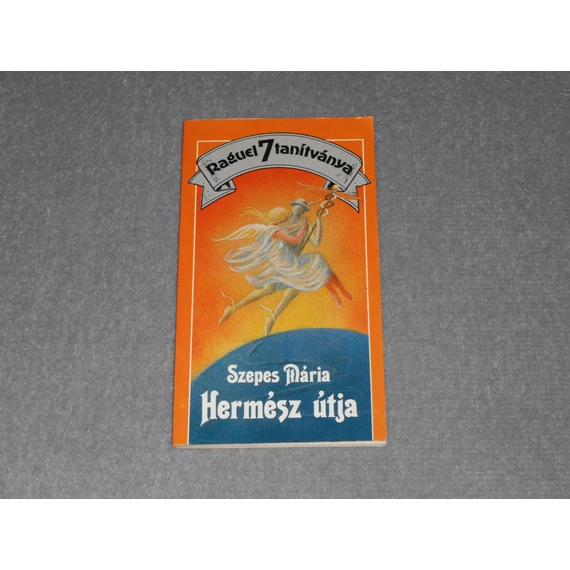 Raguel 7 tanítványa
Szepes Mária
Hermész útja